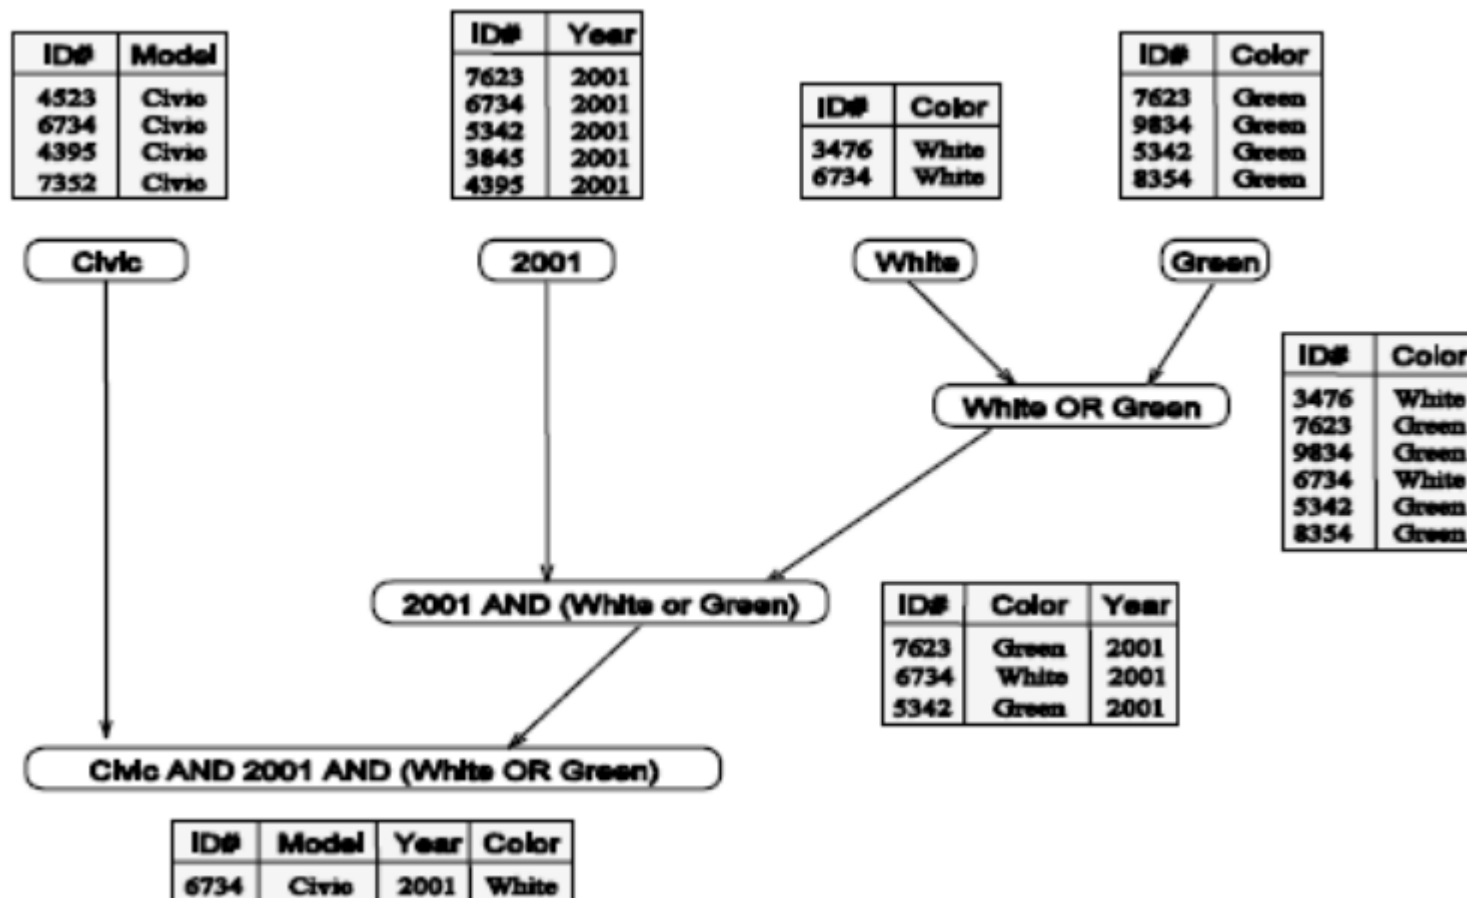 ID# Model
4523 Civic
6734 Civic
4395 Civic
7352 Civic
ID# Year
7623 2001
6734 2001
5342 2001
3845 2001
4395 2001
ID# Color
3476 White
6734 White
ID# Color
7623 Green
9834 Green
5342 Green
8354 Green
Civic
2001
White
Green
White OR Green
ID# Color
3476 White
7623 Green
9834 Green
6734 White
5342 Green
8354 Green
2001 AND (White or Green)
ID# Color Year
7623 Green 2001
6734 White 2001
5342 Green 2001
Civic AND 2001 AND (White OR Green)
ID# Model Year Color
6734 Civic 2001 White